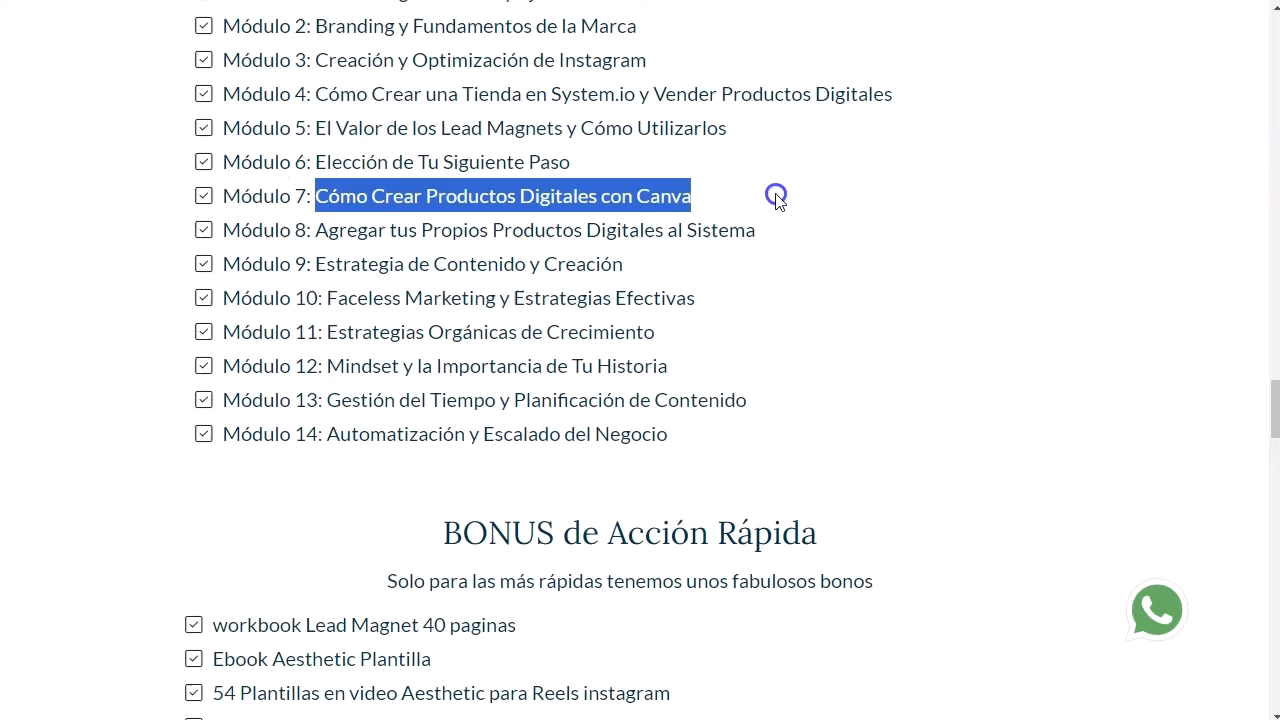 Módulo 2: Branding y Fundamentos de la Marca
Módulo 3: Creación y Optimización de Instagram
Módulo 4: Cómo Crear una Tienda en System.io y Vender Productos Digitales
Módulo 5: El Valor de los Lead Magnets y Cómo Utilizarlos
Módulo 6: Elección de Tu Siguiente Paso
Módulo 7: Cómo Crear Productos Digitales con Canva
Módulo 8: Agregar tus Propios Productos Digitales al Sistema
Módulo 9: Estrategia de Contenido y Creación
Módulo 10: Faceless Marketing y Estrategias Efectivas
Módulo 11: Estrategias Orgánicas de Crecimiento
Módulo 12: Mindset y la Importancia de Tu Historia
Módulo 13: Gestión del Tiempo y Planificación de Contenido
Módulo 14: Automatización y Escalado del Negocio
BONUS de Acción Rápida
Solo para las más rápidas tenemos unos fabulosos bonos
workbook Lead Magnet 40 paginas
Ebook Aesthetic Plantilla
54 Plantillas en video Aesthetic para Reels instagram